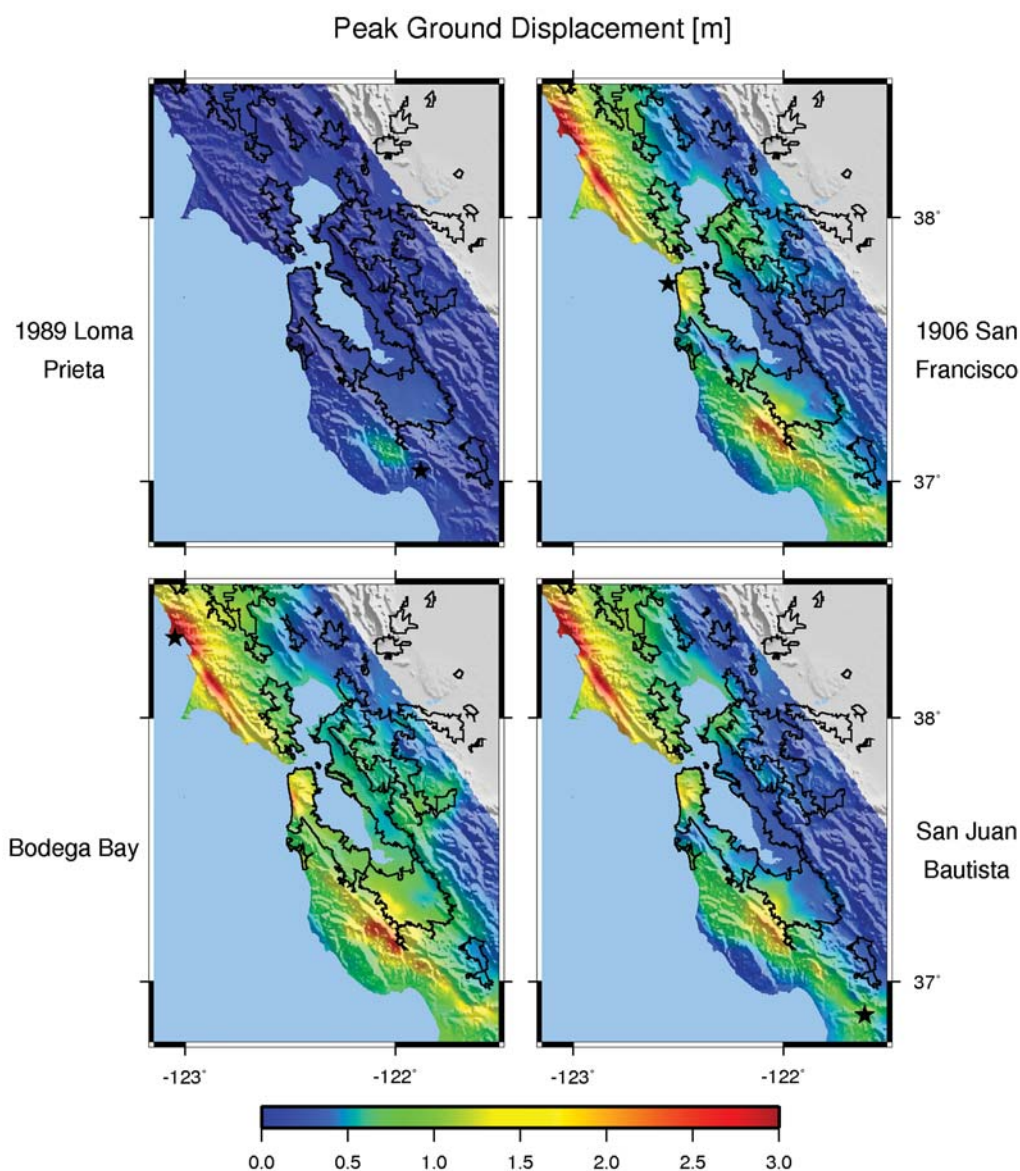 Peak Ground Displacement [m]
1989 Loma
Prieta
38˚
1906 San
Francisco
37˚
Bodega Bay
38˚
San Juan
Bautista
37˚
-123˚ -122˚ -123˚ -122˚
0.0 0.5 1.0 1.5 2.0 2.5 3.0